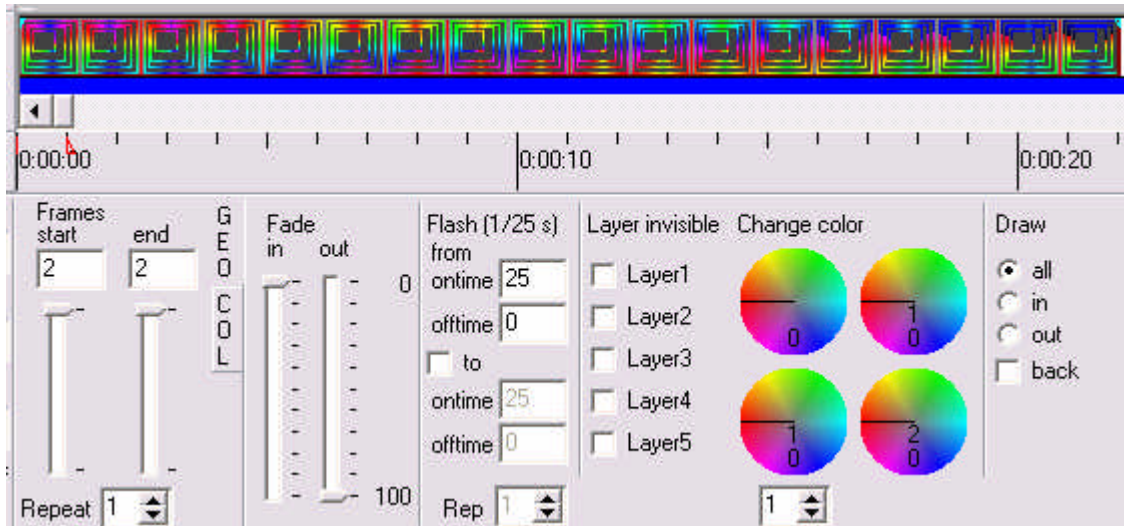 0:00:00 0:00:10 0:00:20
Frames
start end
2 2
Repeat 1
G
E
O
C
O
L
Fade
in out
0
100
Flash (1/25 s)
from
ontime 25
offtime 0
to
ontime 25
offtime 0
Rep 1
Layer invisible
Layer1
Layer2
Layer3
Layer4
Layer5
Change color
0 1
0
1 2
0 0
1
Draw
all
in
out
back